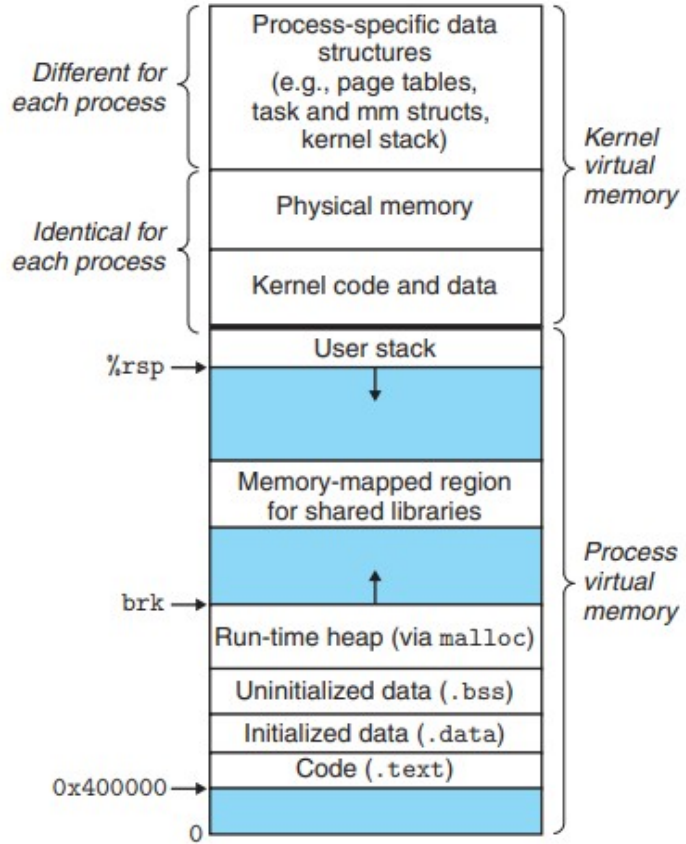 Process-specific data
structures
(e.g., page tables,
task and mm structs,
kernel stack)
Different for
each process
Kernel
virtual
memory
Physical memory
Identical for
each process
Kernel code and data
User stack
%rsp
Memory-mapped region
for shared libraries
Process
virtual
memory
brk
Run-time heap (via malloc)
Uninitialized data (.bss)
Initialized data (.data)
Code (.text)
0x400000
0